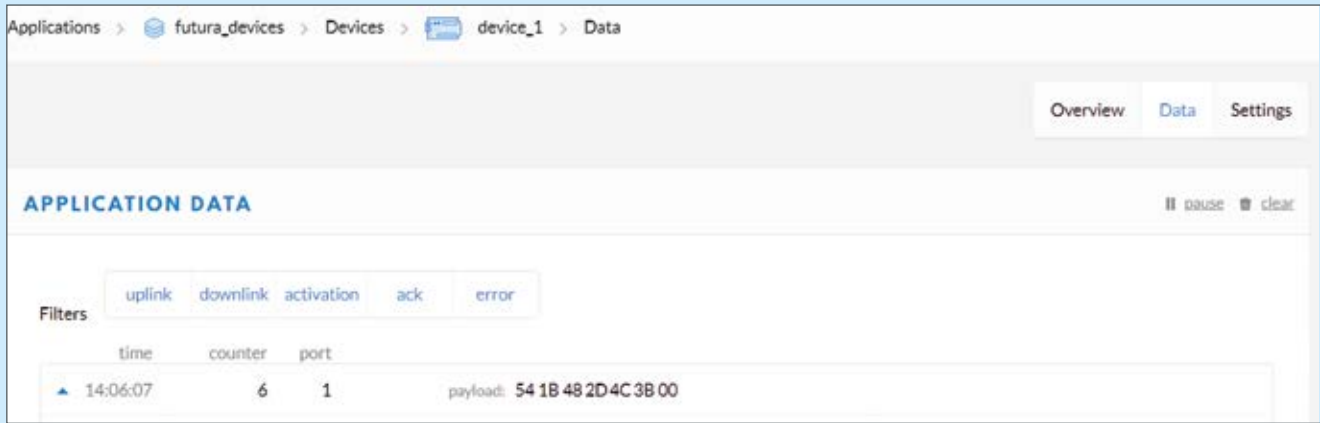 Applications > futura_devices > Devices > device_1 > Data
Overview Data Settings
APPLICATION DATA
pause clear
uplink downlink activation ack error
Filters
time counter port
14:06:07 6 1 payload: 54 1B 48 2D 4C 3B 00